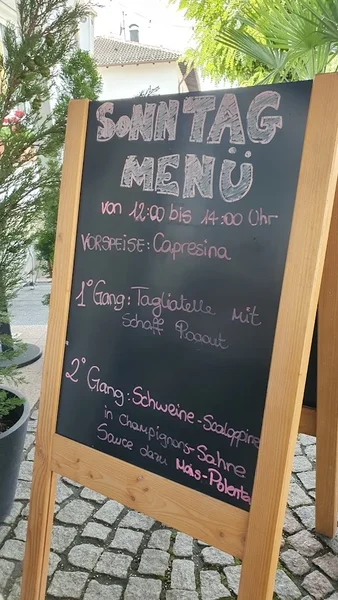 SONNTAG
MENÜ
von 12:00 bis 14:00 Uhr
VORSPEISE: Capresina
1° Gang: Tagliatelle mit
Schaff Ragout
2° Gang: Schweine-Scaloppine
in Champignons-Sahne
Sauce dazu Mais-Polenta